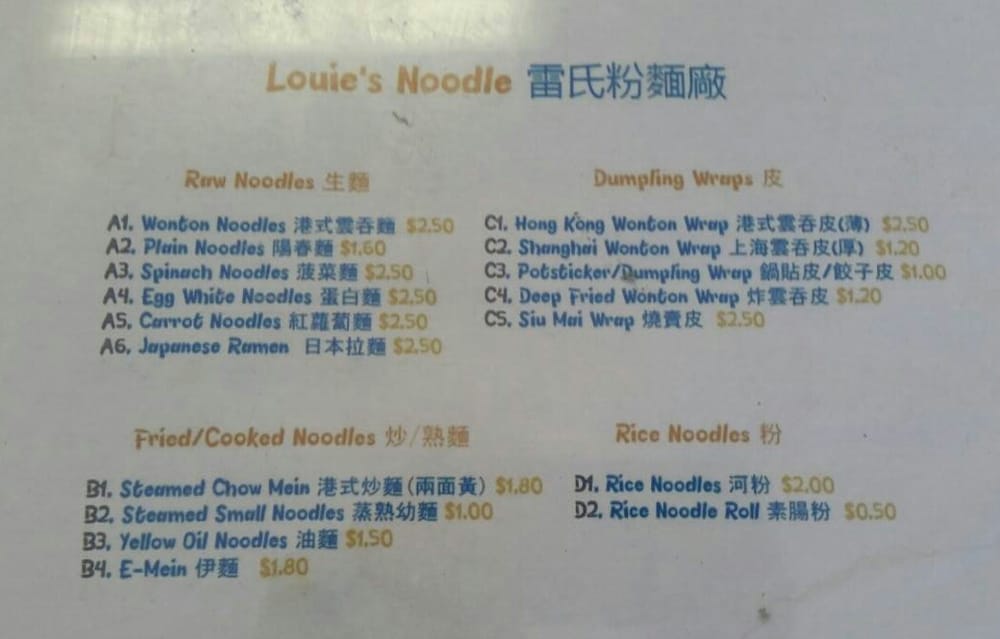 Louie's Noodle 雷氏粉麵廠
Raw Noodles 生麵
A1. Wonton Noodles 港式雲吞麵 $2.50
A2. Plain Noodles 陽春麵 $1.60
A3. Spinach Noodles 菠菜麵 $2.50
A4. Egg White Noodles 蛋白麵 $2.50
A5. Carrot Noodles 紅蘿蔔麵 $2.50
A6. Japanese Ramen 日本拉麵 $2.50
Dumpling Wraps 皮
C1. Hong Kong Wonton Wrap 港式雲吞皮(薄) $2.50
C2. Shanghai Wonton Wrap 上海雲吞皮(厚) $1.20
C3. Potsticker/Dumpling Wrap 鍋貼皮/餃子皮 $1.00
C4. Deep Fried Wonton Wrap 炸雲吞皮 $1.20
C5. Siu Mai Wrap 燒賣皮 $2.50
Fried/Cooked Noodles 炒/熟麵
B1. Steamed Chow Mein 港式炒麵(兩面黃) $1.80
B2. Steamed Small Noodles 蒸熟幼麵 $1.00
B3. Yellow Oil Noodles 油麵 $1.50
B4. E-Mein 伊麵 $1.80
Rice Noodles 粉
D1. Rice Noodles 河粉 $2.00
D2. Rice Noodle Roll 素腸粉 $0.50